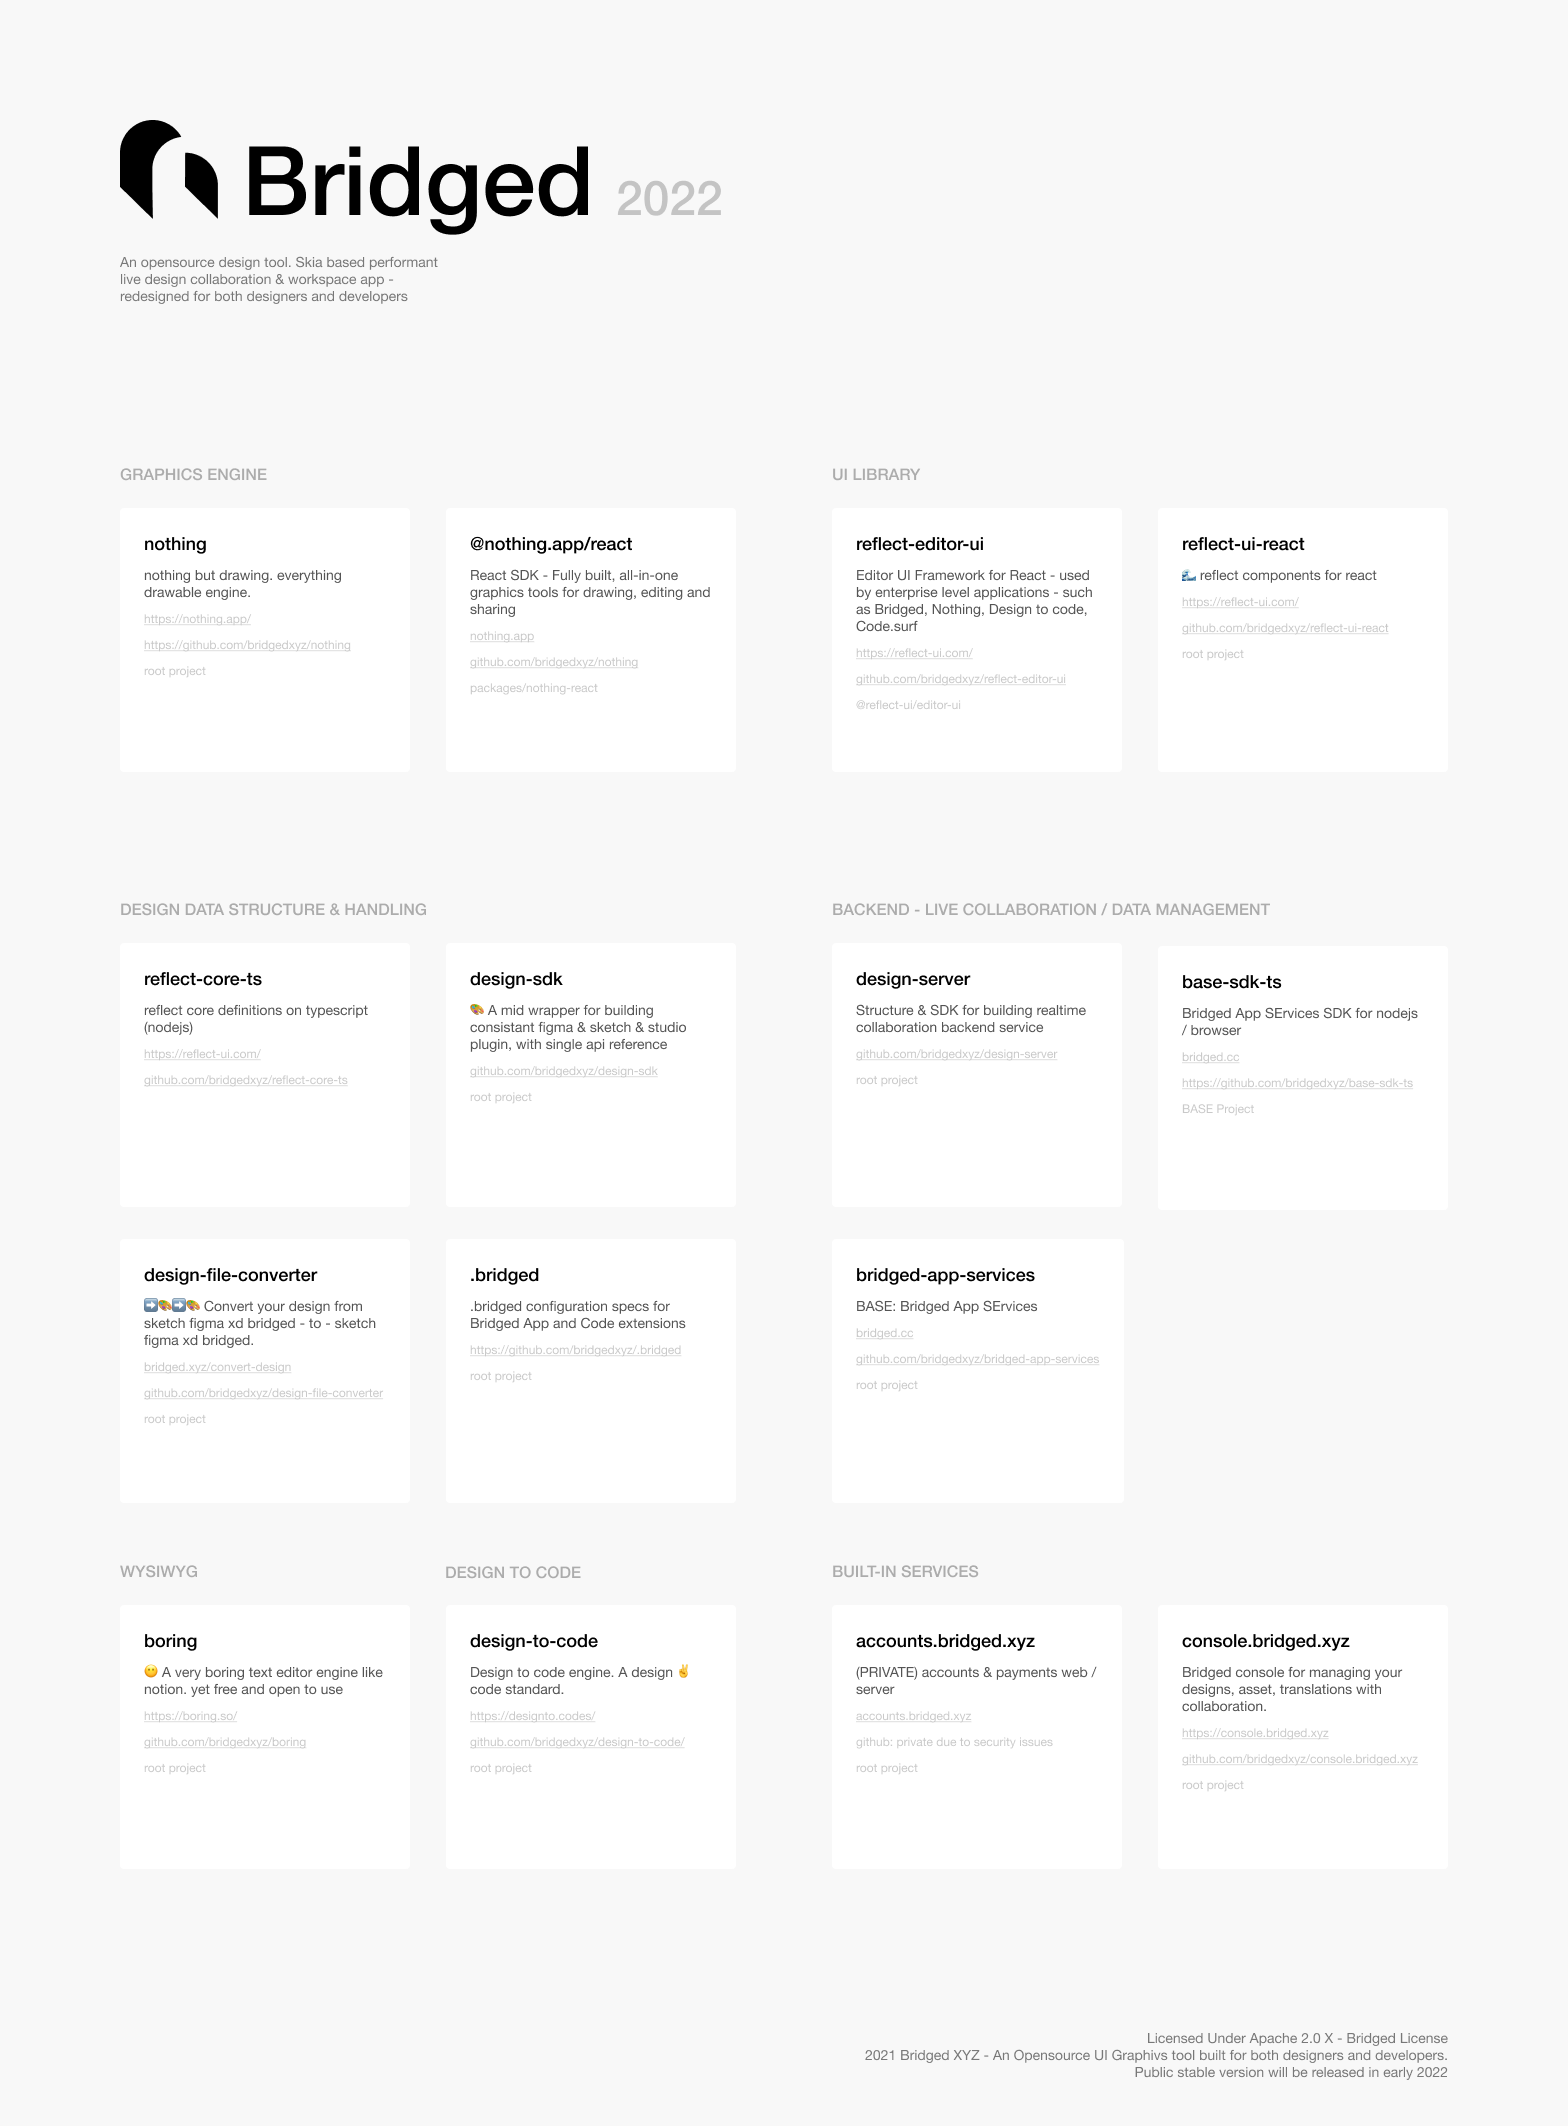 Bridged 2022
An opensource design tool. Skia based performant
live design collaboration & workspace app -
redesigned for both designers and developers
GRAPHICS ENGINE
nothing
nothing but drawing. everything
drawable engine.
https://nothing.app/
https://github.com/bridgedxyz/nothing
root project
@nothing.app/react
React SDK - Fully built, all-in-one
graphics tools for drawing, editing and
sharing
nothing.app
github.com/bridgedxyz/nothing
packages/nothing-react
UI LIBRARY
reflect-editor-ui
Editor UI Framework for React - used
by enterprise level applications - such
as Bridged, Nothing, Design to code,
Code.surf
https://reflect-ui.com/
github.com/bridgedxyz/reflect-editor-ui
@reflect-ui/editor-ui
reflect-ui-react
🌊 reflect components for react
https://reflect-ui.com/
github.com/bridgedxyz/reflect-ui-react
root project
DESIGN DATA STRUCTURE & HANDLING
reflect-core-ts
reflect core definitions on typescript
(nodejs)
https://reflect-ui.com/
github.com/bridgedxyz/reflect-core-ts
design-sdk
🎨 A mid wrapper for building
consistant figma & sketch & studio
plugin, with single api reference
github.com/bridgedxyz/design-sdk
root project
design-file-converter
➡️🎨➡️🎨 Convert your design from
sketch figma xd bridged - to - sketch
figma xd bridged.
bridged.xyz/convert-design
github.com/bridgedxyz/design-file-converter
root project
.bridged
.bridged configuration specs for
Bridged App and Code extensions
https://github.com/bridgedxyz/.bridged
root project
BACKEND - LIVE COLLABORATION / DATA MANAGEMENT
design-server
Structure & SDK for building realtime
collaboration backend service
github.com/bridgedxyz/design-server
root project
base-sdk-ts
Bridged App SErvices SDK for nodejs
/ browser
bridged.cc
https://github.com/bridgedxyz/base-sdk-ts
BASE Project
bridged-app-services
BASE: Bridged App SErvices
bridged.cc
github.com/bridgedxyz/bridged-app-services
root project
WYSIWYG
boring
😶 A very boring text editor engine like
notion. yet free and open to use
https://boring.so/
github.com/bridgedxyz/boring
root project
DESIGN TO CODE
design-to-code
Design to code engine. A design ✌️
code standard.
https://designto.codes/
github.com/bridgedxyz/design-to-code/
root project
BUILT-IN SERVICES
accounts.bridged.xyz
(PRIVATE) accounts & payments web /
server
accounts.bridged.xyz
github: private due to security issues
root project
console.bridged.xyz
Bridged console for managing your
designs, asset, translations with
collaboration.
https://console.bridged.xyz
github.com/bridgedxyz/console.bridged.xyz
root project
Licensed Under Apache 2.0 X - Bridged License
2021 Bridged XYZ - An Opensource UI Graphivs tool built for both designers and developers.
Public stable version will be released in early 2022